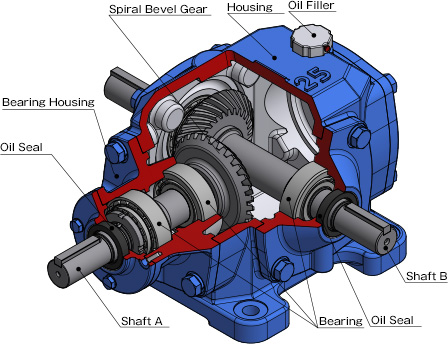 Spiral Bevel Gear
Housing
Oil Filler
25
Bearing Housing
Oil Seal
Shaft B
Shaft A
Bearing
Oil Seal